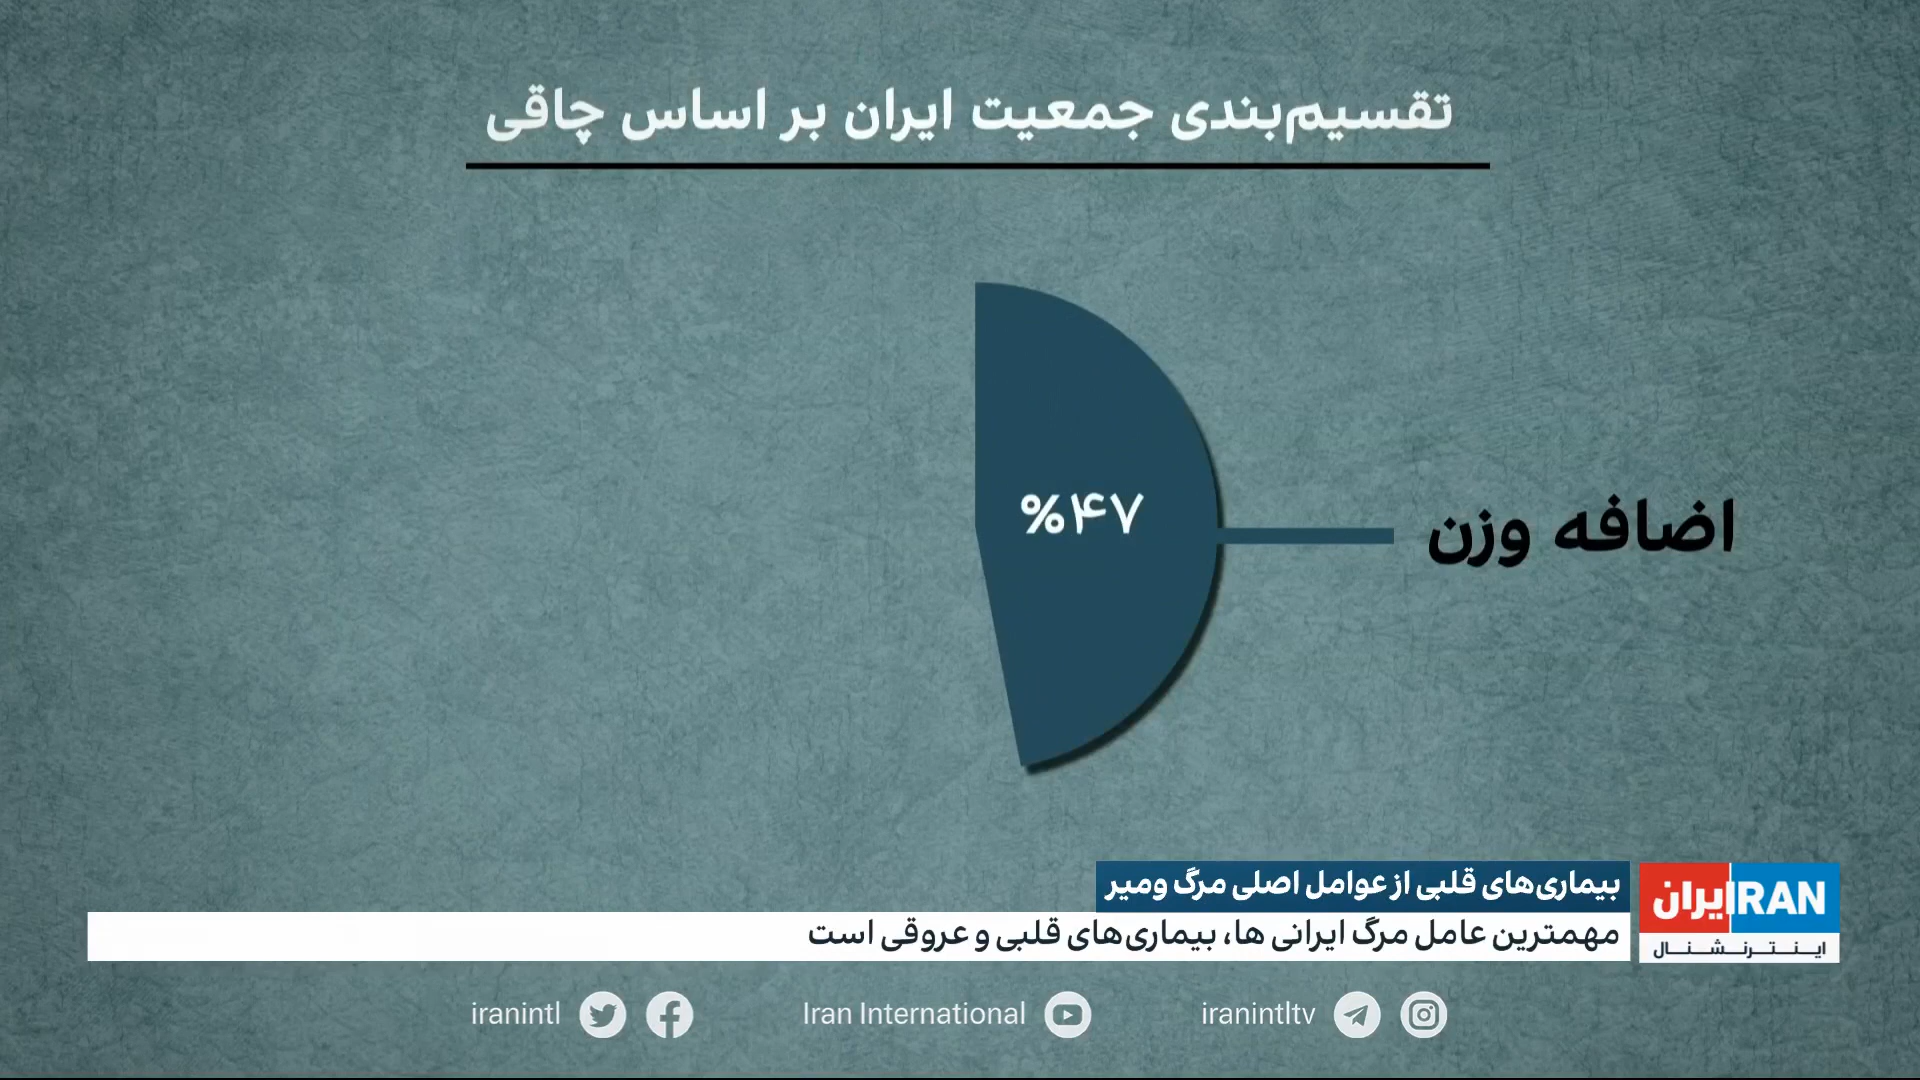 تقسیم‌بندی جمعیت ایران بر اساس چاقی
%۴۷
اضافه وزن
بیماری‌های قلبی از عوامل اصلی مرگ ومیر
مهمترین عامل مرگ ایرانی ها، بیماری‌های قلبی و عروقی است
ایران IRAN
اینترنشنال
iranintl
Iran International
iranintltv